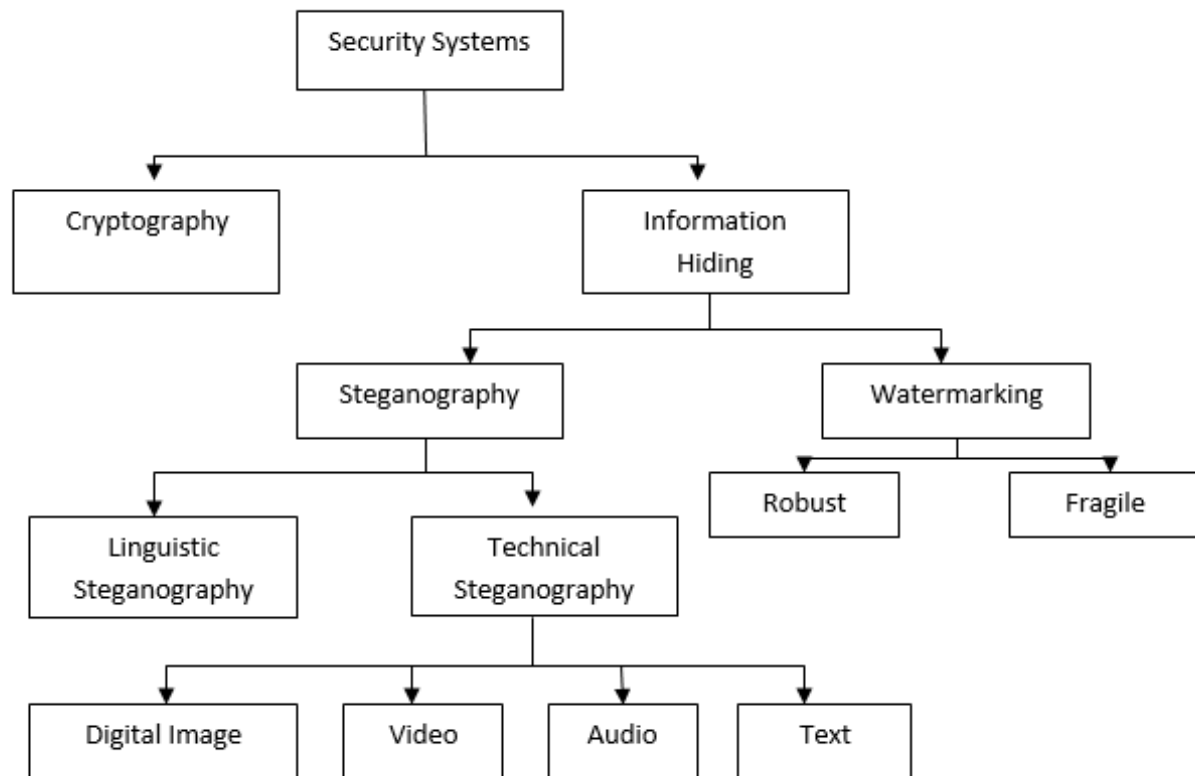 Security Systems
Cryptography
Information
Hiding
Steganography
Watermarking
Robust
Fragile
Linguistic
Steganography
Technical
Steganography
Digital Image
Video
Audio
Text